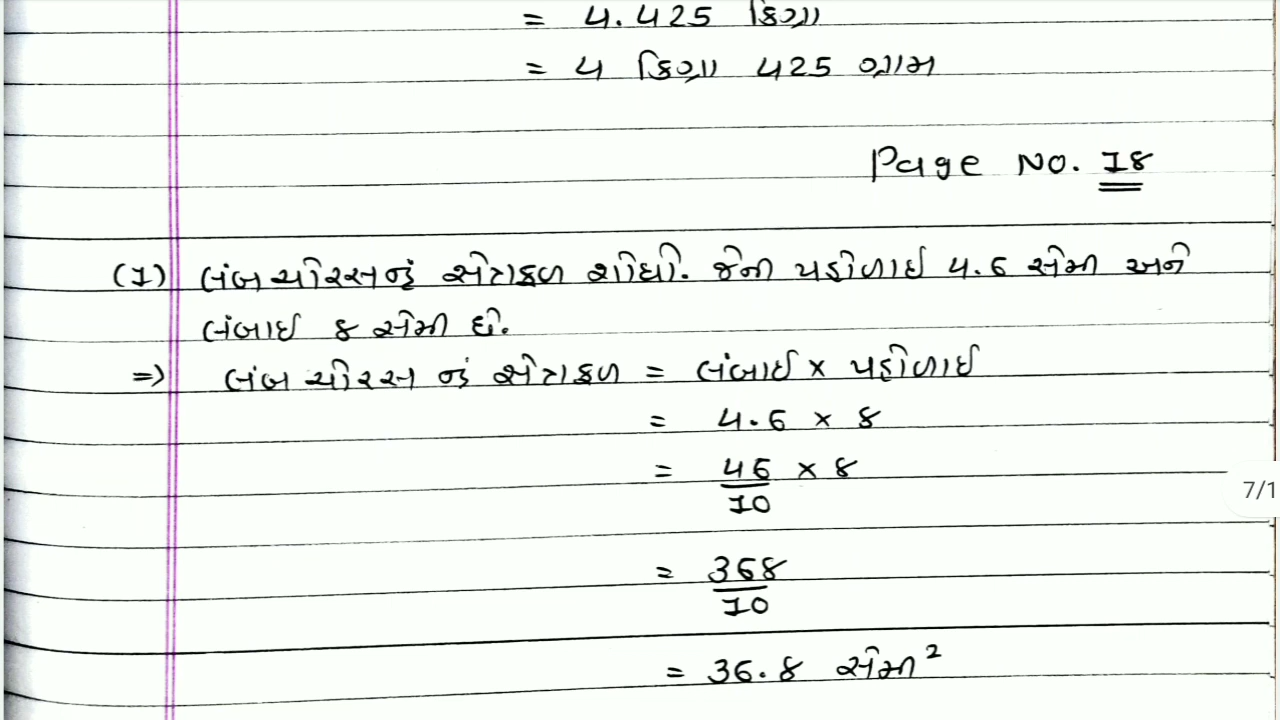 = 4.425 કિગ્રા
= 4 કિગ્રા 425 ગ્રામ
Page No. 18
(1) લંબચોરસનું ક્ષેત્રફળ શોધો. જેની પહોળાઈ 4.6 સેમી અને
લંબાઈ 8 સેમી છે.
=> લંબચોરસ નું ક્ષેત્રફળ = લંબાઈ × પહોળાઈ
= 4.6 × 8
= 46/10 × 8
7/1
= 368/10
= 36.8 સેમી²